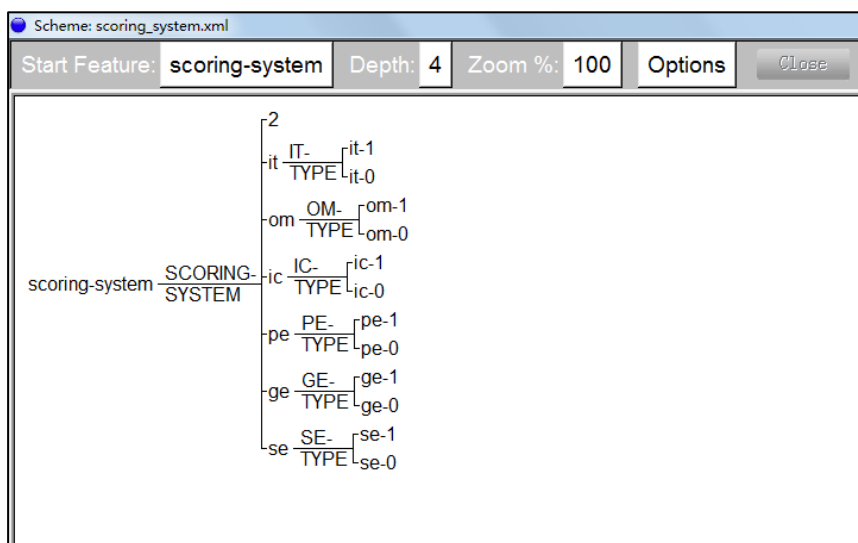 Scheme: scoring_system.xml
Start Feature: scoring-system Depth: 4 Zoom %: 100 Options Close
2
it IT-TYPE it-1
it-0
om OM-TYPE om-1
om-0
scoring-system SCORING-SYSTEM ic IC-TYPE ic-1
ic-0
pe PE-TYPE pe-1
pe-0
ge GE-TYPE ge-1
ge-0
se SE-TYPE se-1
se-0